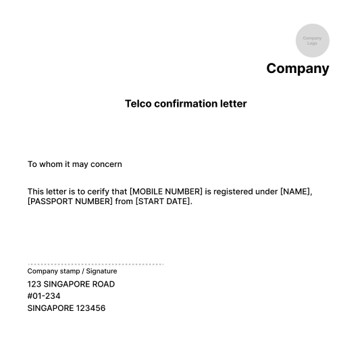 Company
Logo
Company
Telco confirmation letter
To whom it may concern
This letter is to cerify that [MOBILE NUMBER] is registered under [NAME],
[PASSPORT NUMBER] from [START DATE].
Company stamp / Signature
123 SINGAPORE ROAD
#01-234
SINGAPORE 123456